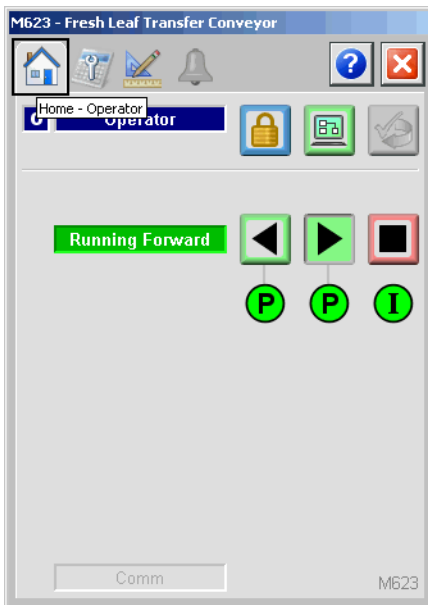 M623 - Fresh Leaf Transfer Conveyor
?
Home - Operator
Operator
Running Forward
P P I
Comm
M623